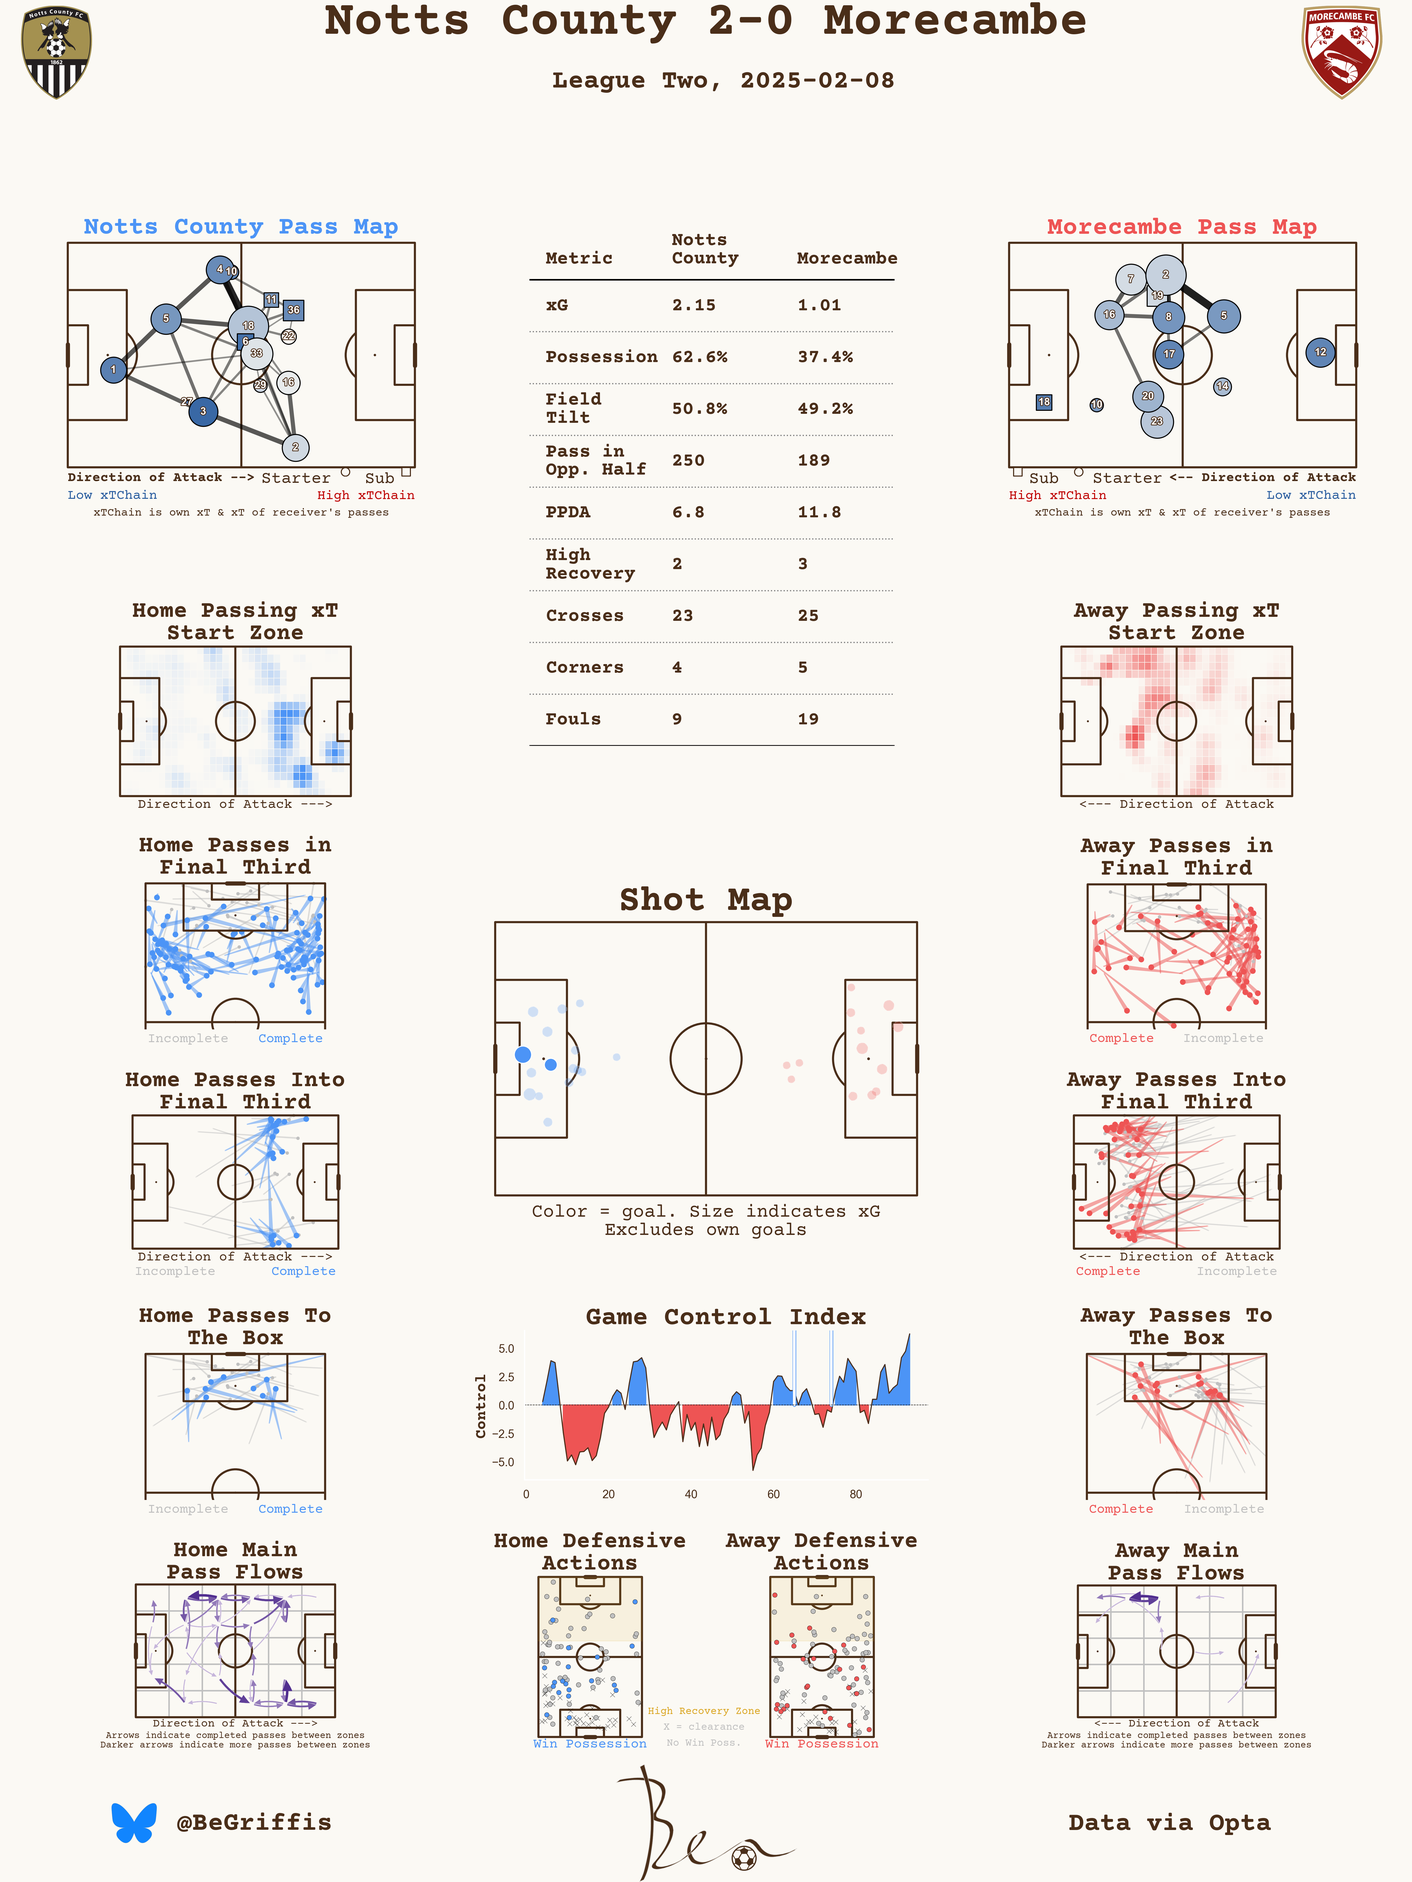 Notts County 2-0 Morecambe
League Two, 2025-02-08
Notts County FC
1862
MORECAMBE FC
Notts County Pass Map
4
10
11
36
5
18
22
6
33
1
29
16
27
3
2
Direction of Attack --> Starter Sub
Low xTChain High xTChain
xTChain is own xT & xT of receiver's passes
Metric Notts County Morecambe
xG 2.15 1.01
Possession 62.6% 37.4%
Field Tilt 50.8% 49.2%
Pass in Opp. Half 250 189
PPDA 6.8 11.8
High Recovery 2 3
Crosses 23 25
Corners 4 5
Fouls 9 19
Morecambe Pass Map
7
2
19
16
8
5
17
12
14
20
18
10
23
Sub Starter <-- Direction of Attack
High xTChain Low xTChain
xTChain is own xT & xT of receiver's passes
Home Passing xT
Start Zone
Direction of Attack --->
Away Passing xT
Start Zone
<--- Direction of Attack
Home Passes in
Final Third
Incomplete Complete
Away Passes in
Final Third
Complete Incomplete
Shot Map
Color = goal. Size indicates xG
Excludes own goals
Home Passes Into
Final Third
Direction of Attack --->
Incomplete Complete
Away Passes Into
Final Third
<--- Direction of Attack
Complete Incomplete
Home Passes To
The Box
Incomplete Complete
Game Control Index
Control
5.0
2.5
0.0
−2.5
−5.0
0 20 40 60 80
Away Passes To
The Box
Complete Incomplete
Home Main
Pass Flows
Direction of Attack --->
Arrows indicate completed passes between zones
Darker arrows indicate more passes between zones
Home Defensive
Actions
Win Possession
Away Defensive
Actions
Win Possession
High Recovery Zone
X = clearance
No Win Poss.
Away Main
Pass Flows
<--- Direction of Attack
Arrows indicate completed passes between zones
Darker arrows indicate more passes between zones
@BeGriffis
Ben
Data via Opta